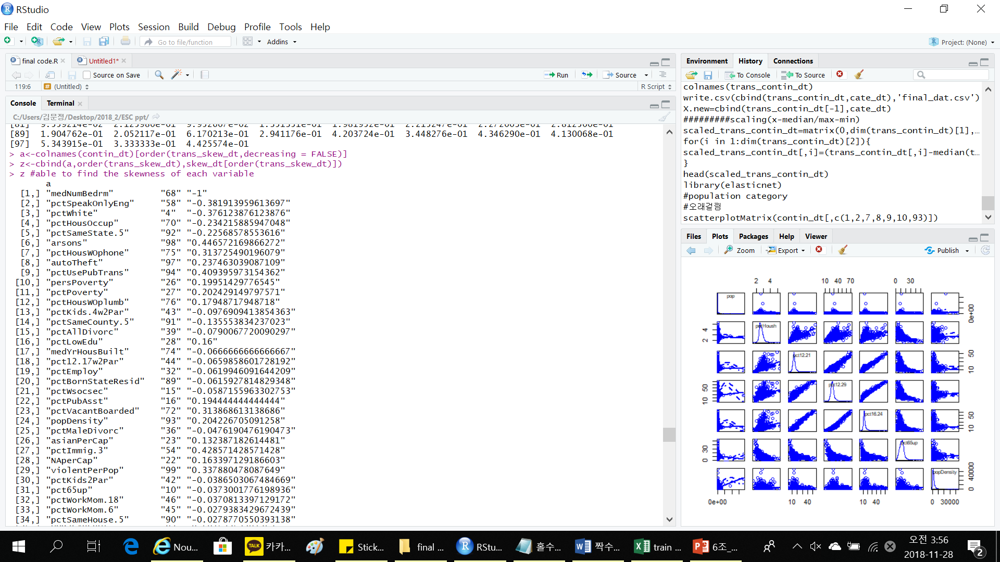 RStudio
File Edit Code View Plots Session Build Debug Profile Tools Help
Go to file/function Addins Project: (None)
final code.R Untitled1*
Source on Save Run Source
119:6 (Untitled) R Script
Console Terminal
C:/Users/김문정/Desktop/2018_2/ESC ppt/
[89] 1.904762e-01 2.052117e-01 6.170213e-01 2.941176e-01 4.203724e-01 3.448276e-01 4.346290e-01 4.130068e-01
[97] 5.343915e-01 3.333333e-01 4.425574e-01
> a<-colnames(contin_dt)[order(trans_skew_dt,decreasing = FALSE)]
> z<-cbind(a,order(trans_skew_dt),skew_dt[order(trans_skew_dt)])
> z #able to find the skewness of each variable
a
[1,] "medNumBedrm" "68" "-1"
[2,] "pctSpeakOnlyEng" "58" "-0.381913959613697"
[3,] "pctWhite" "4" "-0.376123876123876"
[4,] "pctHousOccup" "70" "-0.234215885947048"
[5,] "pctSameState.5" "92" "-0.22568578553616"
[6,] "arsons" "98" "0.446572169866272"
[7,] "pctHousWOphone" "75" "0.313725490196079"
[8,] "autoTheft" "97" "0.237463039087109"
[9,] "pctUsePubTrans" "94" "0.409395973154362"
[10,] "persPoverty" "26" "0.19951429776545"
[11,] "pctPoverty" "27" "0.202429149797571"
[12,] "pctHousWOplumb" "76" "0.17948717948718"
[13,] "pctKids.4w2Par" "43" "-0.0976909413854363"
[14,] "pctSameCounty.5" "91" "-0.135553834237023"
[15,] "pctAllDivorc" "39" "-0.0790067720090297"
[16,] "pctLowEdu" "28" "0.16"
[17,] "medYrHousBuilt" "74" "-0.0666666666666667"
[18,] "pct12.17w2Par" "44" "-0.0659858601728192"
[19,] "pctEmploy" "32" "-0.0619946091644209"
[20,] "pctBornStateResid" "89" "-0.0615927814829348"
[21,] "pctWsocsec" "15" "-0.0587155963302753"
[22,] "pctPubAsst" "16" "0.194444444444444"
[23,] "pctVacantBoarded" "72" "0.313868613138686"
[24,] "popDensity" "93" "0.204226705091258"
[25,] "pctMaleDivorc" "36" "-0.0476190476190473"
[26,] "asianPerCap" "23" "0.132387182614481"
[27,] "pctImmig.3" "54" "0.428571428571428"
[28,] "NAperCap" "22" "0.163397129186603"
[29,] "violentPerPop" "99" "0.337880478087649"
[30,] "pctKids2Par" "42" "-0.0386503067484669"
[31,] "pct65up" "10" "-0.0373001776198936"
[32,] "pctWorkMom.18" "46" "-0.0370813397129172"
[33,] "pctWorkMom.6" "45" "-0.0279383429672439"
[34,] "pctSameHouse.5" "90" "-0.0278770550393138"
Environment History Connections
To Console To Source
colnames(trans_contin_dt)
write.csv(cbind(trans_contin_dt,cate_dt),'final_dat.csv')
X.new=cbind(trans_contin_dt[-1],cate_dt)
#########scaling(x-median/max-min)
scaled_trans_contin_dt=matrix(0,dim(trans_contin_dt)[1],…
for(i in 1:dim(trans_contin_dt)[2]){
scaled_trans_contin_dt[,i]=(trans_contin_dt[,i]-median(t…
}
head(scaled_trans_contin_dt)
library(elasticnet)
#population category
#오래걸림
scatterplotMatrix(contin_dt[,c(1,2,7,8,9,10,93)])
Files Plots Packages Help Viewer
Zoom Export Publish
2 4 10 40 70 0 30
pop 0e+00
4 2
pct12.21 50 10
50 10 pct12.29
pct16.24 50 10
30 0 pct65up
popDensity 40000 0
0e+00 10 40 10 40 0 30000
Nou... 카카... Stick... final ... RStu... 홀수... 짝수... train ... 6조_...
오전 3:56
2018-11-28
2